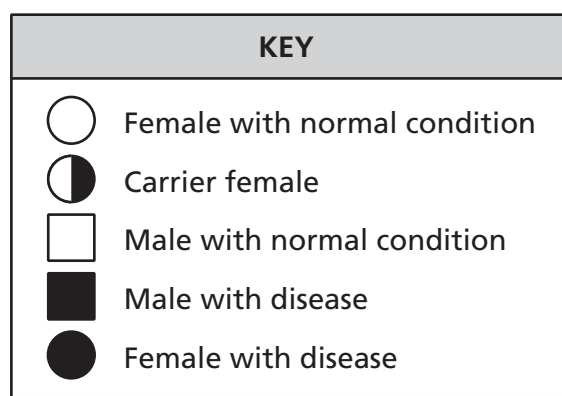 KEY
Female with normal condition
Carrier female
Male with normal condition
Male with disease
Female with disease